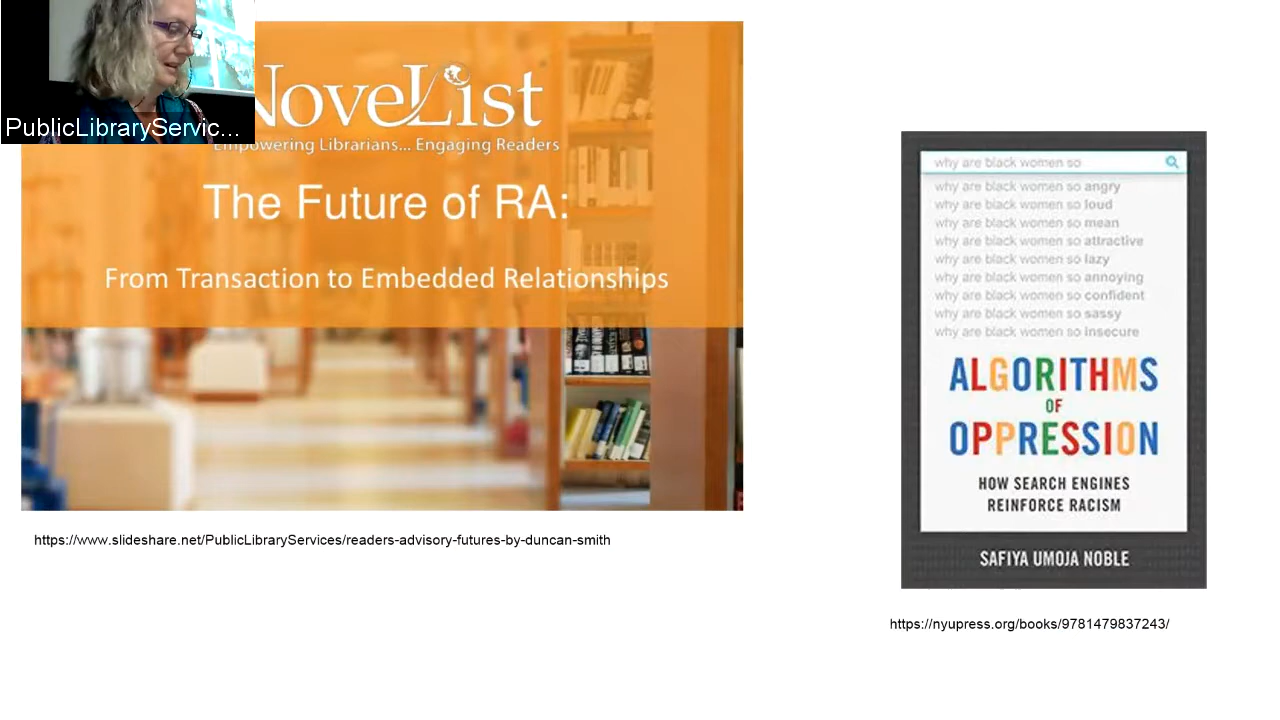 PublicLibraryServic...
NoveList
Empowering Librarians... Engaging Readers
The Future of RA:
From Transaction to Embedded Relationships
https://www.slideshare.net/PublicLibraryServices/readers-advisory-futures-by-duncan-smith
why are black women so
why are black women so angry
why are black women so loud
why are black women so mean
why are black women so attractive
why are black women so lazy
why are black women so annoying
why are black women so confident
why are black women so sassy
why are black women so insecure
ALGORITHMS
OF
OPPRESSION
HOW SEARCH ENGINES
REINFORCE RACISM
SAFIYA UMOJA NOBLE
https://nyupress.org/books/9781479837243/